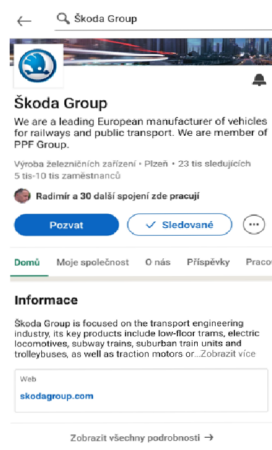 ← Škoda Group
Škoda Group
We are a leading European manufacturer of vehicles
for railways and public transport. We are member of
PPF Group.
Výroba železničních zařízení • Plzeň • 23 tis sledujících
5 tis-10 tis zaměstnanců
Radimír a 30 další spojení zde pracují
Pozvat
✓ Sledované
Domů Moje společnost O nás Příspěvky Praco
Informace
Škoda Group is focused on the transport engineering
industry, its key products include low-floor trams, electric
locomotives, subway trains, suburban train units and
trolleybuses, as well as traction motors or...Zobrazit více
Web
skodagroup.com
Zobrazit všechny podrobnosti →